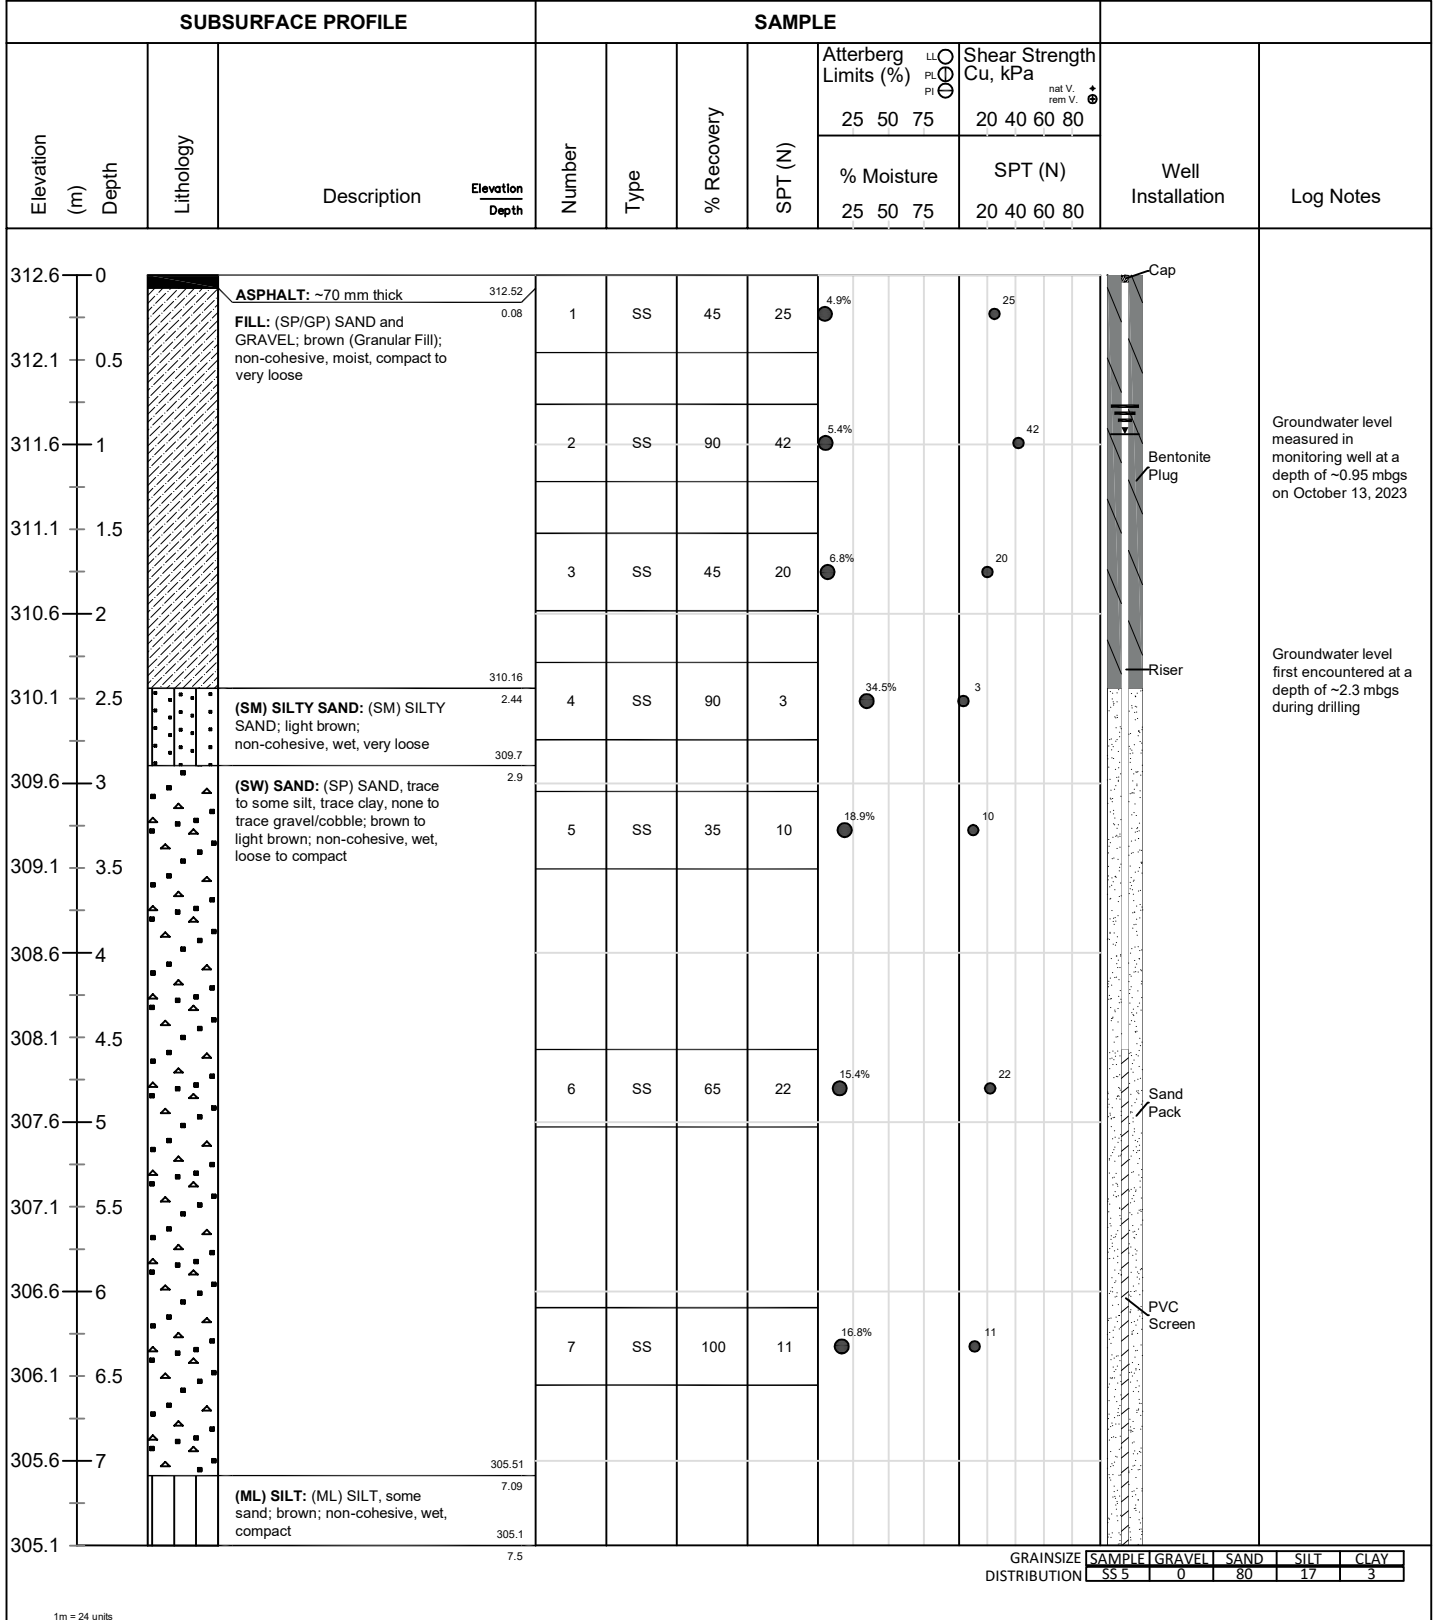 SUBSURFACE PROFILE
SAMPLE
Elevation
(m)
Depth
Lithology
Description
Elevation
Depth
Number
Type
% Recovery
SPT (N)
Atterberg
Limits (%)
LL
PL
PI
25 50 75
% Moisture
25 50 75
Shear Strength
Cu, kPa
nat V.
rem V.
20 40 60 80
SPT (N)
20 40 60 80
Well
Installation
Log Notes
312.6 0
312.1 0.5
311.6 1
311.1 1.5
310.6 2
310.1 2.5
309.6 3
309.1 3.5
308.6 4
308.1 4.5
307.6 5
307.1 5.5
306.6 6
306.1 6.5
305.6 7
305.1
ASPHALT: ~70 mm thick
312.52
0.08
FILL: (SP/GP) SAND and
GRAVEL; brown (Granular Fill);
non-cohesive, moist, compact to
very loose
310.16
2.44
(SM) SILTY SAND: (SM) SILTY
SAND; light brown;
non-cohesive, wet, very loose
309.7
2.9
(SW) SAND: (SP) SAND, trace
to some silt, trace clay, none to
trace gravel/cobble; brown to
light brown; non-cohesive, wet,
loose to compact
305.51
7.09
(ML) SILT: (ML) SILT, some
sand; brown; non-cohesive, wet,
compact
305.1
7.5
1 SS 45 25 4.9% 25
2 SS 90 42 5.4% 42
3 SS 45 20 6.8% 20
4 SS 90 3 34.5% 3
5 SS 35 10 18.9% 10
6 SS 65 22 15.4% 22
7 SS 100 11 16.8% 11
Cap
Bentonite
Plug
Riser
Sand
Pack
PVC
Screen
Groundwater level
measured in
monitoring well at a
depth of ~0.95 mbgs
on October 13, 2023
Groundwater level
first encountered at a
depth of ~2.3 mbgs
during drilling
GRAINSIZE
DISTRIBUTION
SAMPLE GRAVEL SAND SILT CLAY
SS 5 0 80 17 3
1m = 24 units